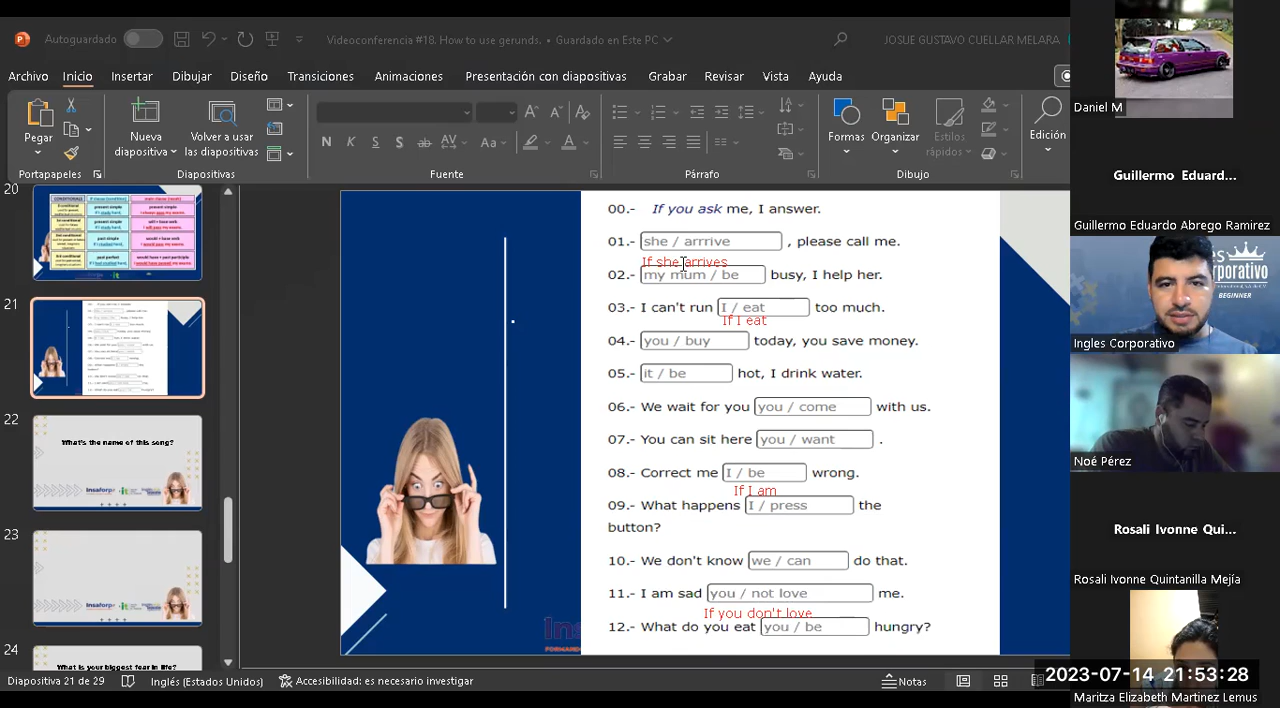 Autoguardado
Videoconferencia #18 How to use gerunds. • Guardado en Este PC
JOSUE GUSTAVO CUELLAR MELARA
Archivo Inicio Insertar Dibujar Diseño Transiciones Animaciones Presentación con diapositivas Grabar Revisar Vista Ayuda
Pegar
Nueva diapositiva
Volver a usar las diapositivas
Formas
Organizar
Estilos rápidos
Edición
N K S S ab AV Aa A
Portapapeles Diapositivas Fuente Párrafo Dibujo
20
21
22
What's the name of this song?
23
24
What is your biggest fear in life?
00.- If you ask me, I answer.
01.- she / arrrive , please call me.
If she arrives
02.- my mum / be busy, I help her.
03.- I can't run I / eat too much.
If I eat
04.- you / buy today, you save money.
05.- it / be hot, I drink water.
06.- We wait for you you / come with us.
07.- You can sit here you / want .
08.- Correct me I / be wrong.
If I am
09.- What happens I / press the
button?
10.- We don't know we / can do that.
11.- I am sad you / not love me.
If you don't love
12.- What do you eat you / be hungry?
Diapositiva 21 de 29
Inglés (Estados Unidos)
Accesibilidad: es necesario investigar
Notas
Daniel M
Guillermo Eduard...
Guillermo Eduardo Abrego Ramirez
Corporativo
BEGINNER
Ingles Corporativo
Noé Pérez
Rosali Ivonne Qui...
Rosali Ivonne Quintanilla Mejía
2023-07-14 21:53:28
Maritza Elizabeth Martinez Lemus